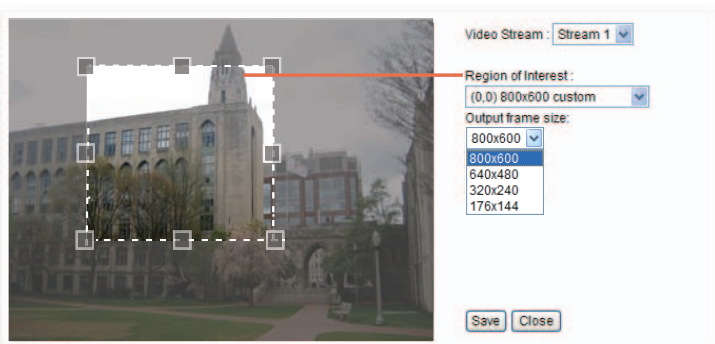 Video Stream : Stream 1
Region of Interest :
(0,0) 800x600 custom
Output frame size:
800x600
800x600
640x480
320x240
176x144
Save Close